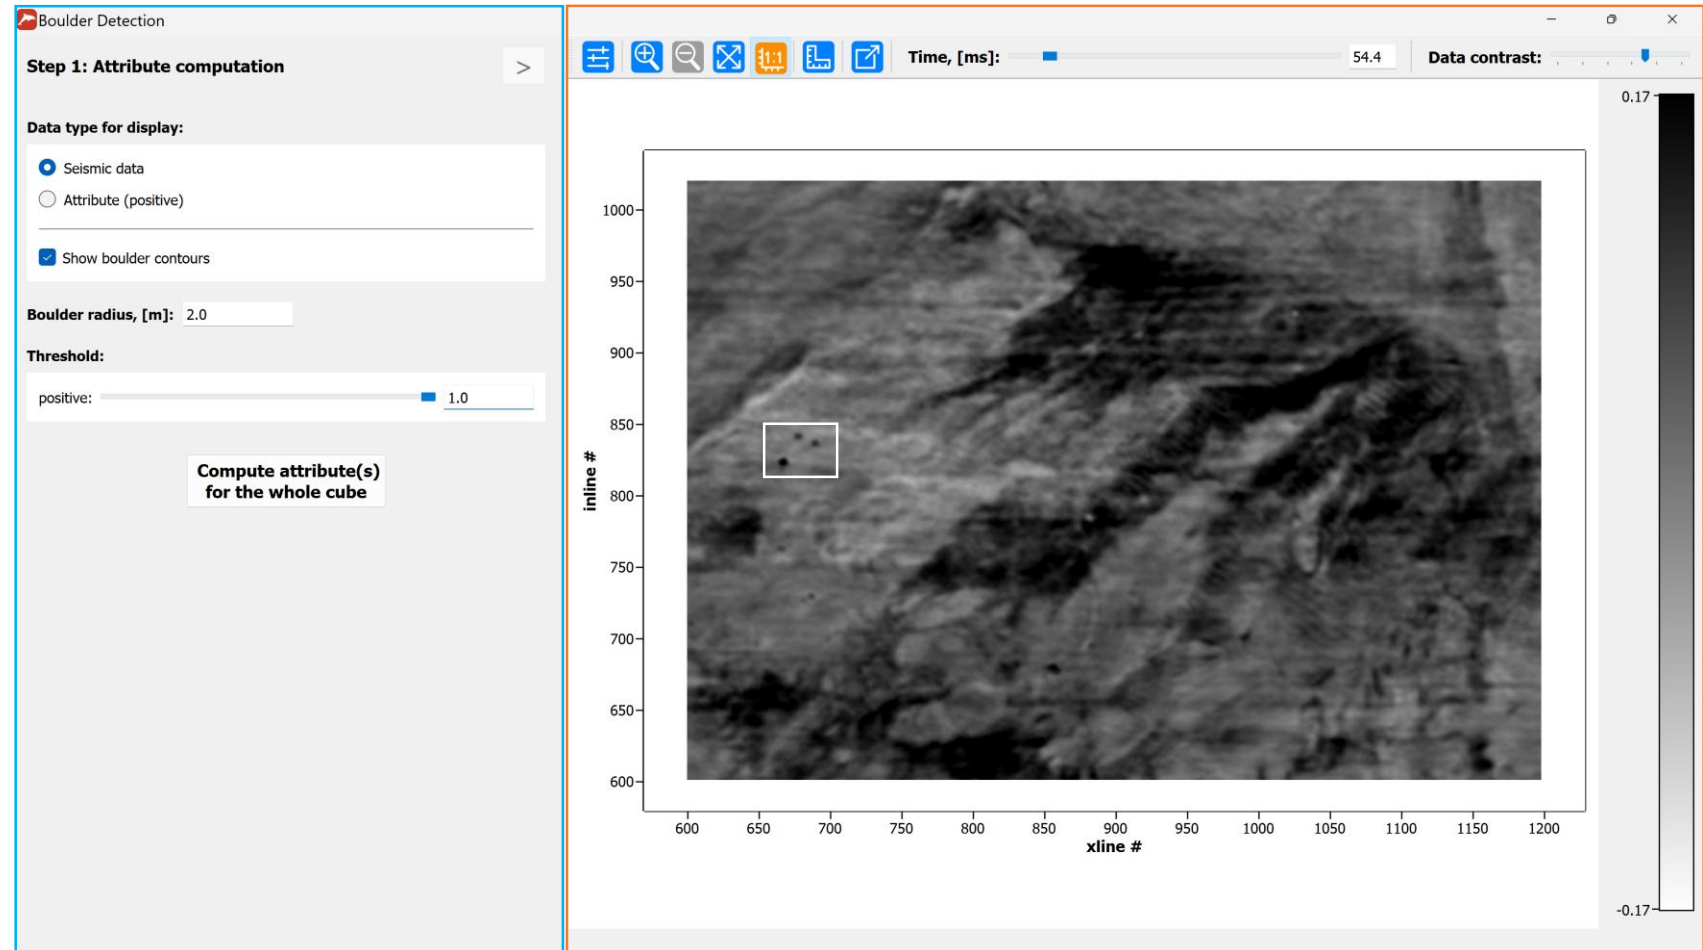 Boulder Detection
Step 1: Attribute computation
>
Data type for display:
Seismic data
Attribute (positive)
Show boulder contours
Boulder radius, [m]: 2.0
Threshold:
positive: 1.0
Compute attribute(s)
for the whole cube
1:1 Time, [ms]: 54.4 Data contrast:
0.17
1000
950
900
850
800
750
700
650
600
inline #
600 650 700 750 800 850 900 950 1000 1050 1100 1150 1200
xline #
-0.17